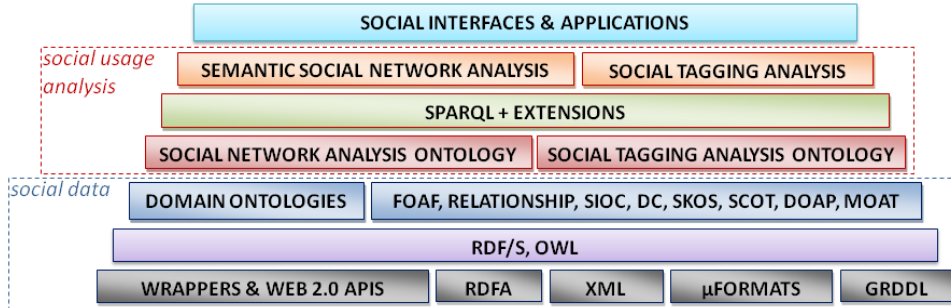 SOCIAL INTERFACES & APPLICATIONS
social usage
analysis
SEMANTIC SOCIAL NETWORK ANALYSIS
SOCIAL TAGGING ANALYSIS
SPARQL + EXTENSIONS
SOCIAL NETWORK ANALYSIS ONTOLOGY
SOCIAL TAGGING ANALYSIS ONTOLOGY
social data
DOMAIN ONTOLOGIES
FOAF, RELATIONSHIP, SIOC, DC, SKOS, SCOT, DOAP, MOAT
RDF/S, OWL
WRAPPERS & WEB 2.0 APIS
RDFA
XML
µFORMATS
GRDDL